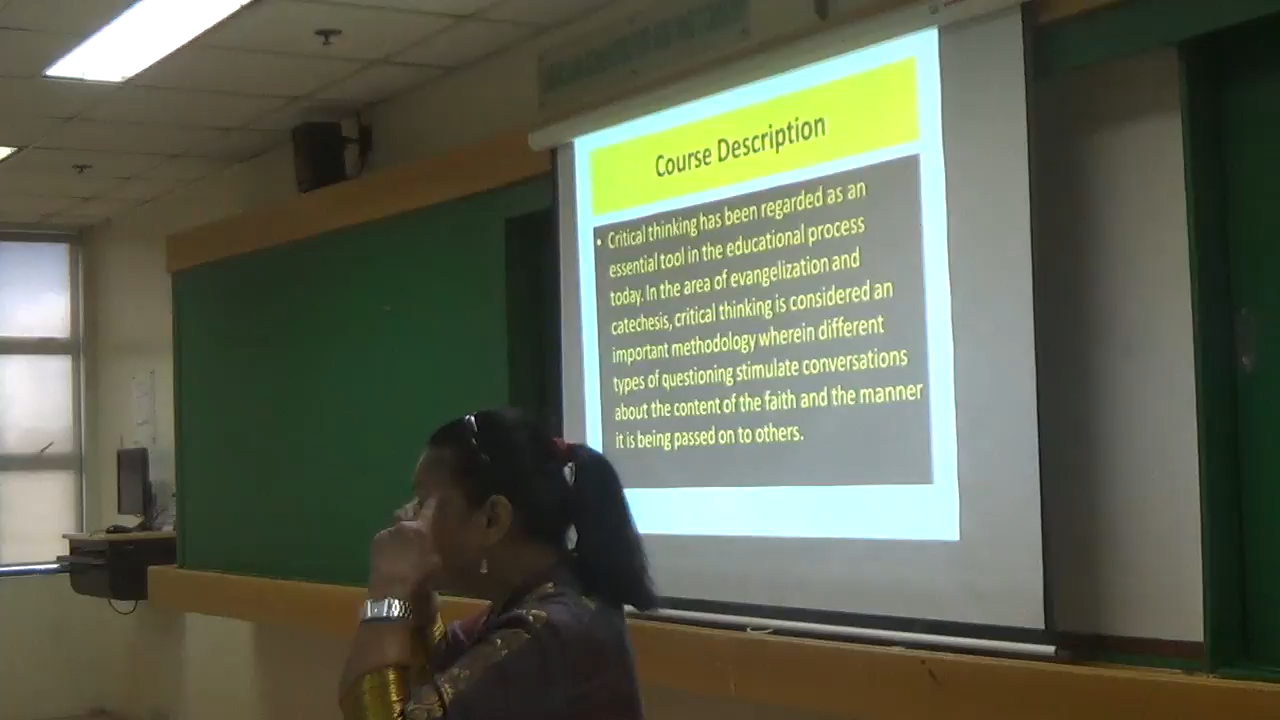 Course Description
• Critical thinking has been regarded as an
essential tool in the educational process
today. In the area of evangelization and
catechesis, critical thinking is considered an
important methodology wherein different
types of questioning stimulate conversations
about the content of the faith and the manner
it is being passed on to others.